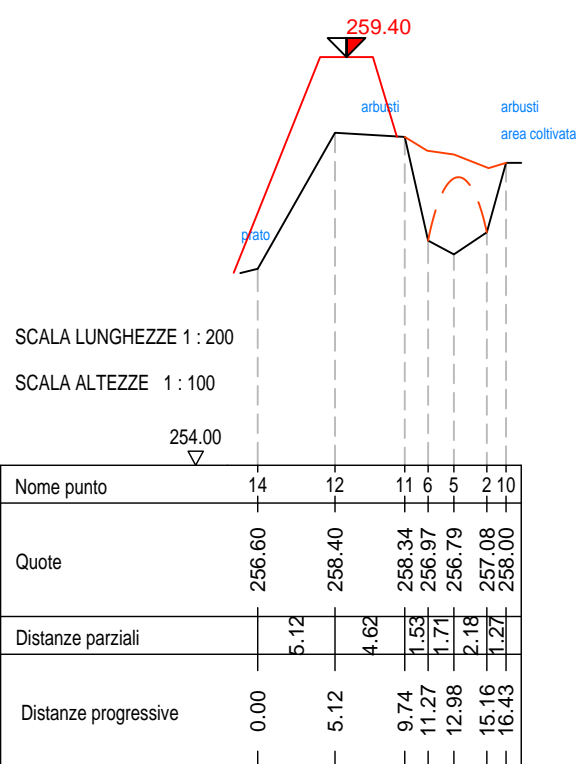 259.40
arbusti
arbusti
area coltivata
prato
SCALA LUNGHEZZE 1 : 200
SCALA ALTEZZE 1 : 100
254.00
Nome punto 14 12 11 6 5 2 10
Quote 256.60 258.40 258.34 256.97 256.79 257.08 258.00
Distanze parziali 5.12 4.62 1.53 1.71 2.18 1.27
Distanze progressive 0.00 5.12 9.74 11.27 12.98 15.16 16.43